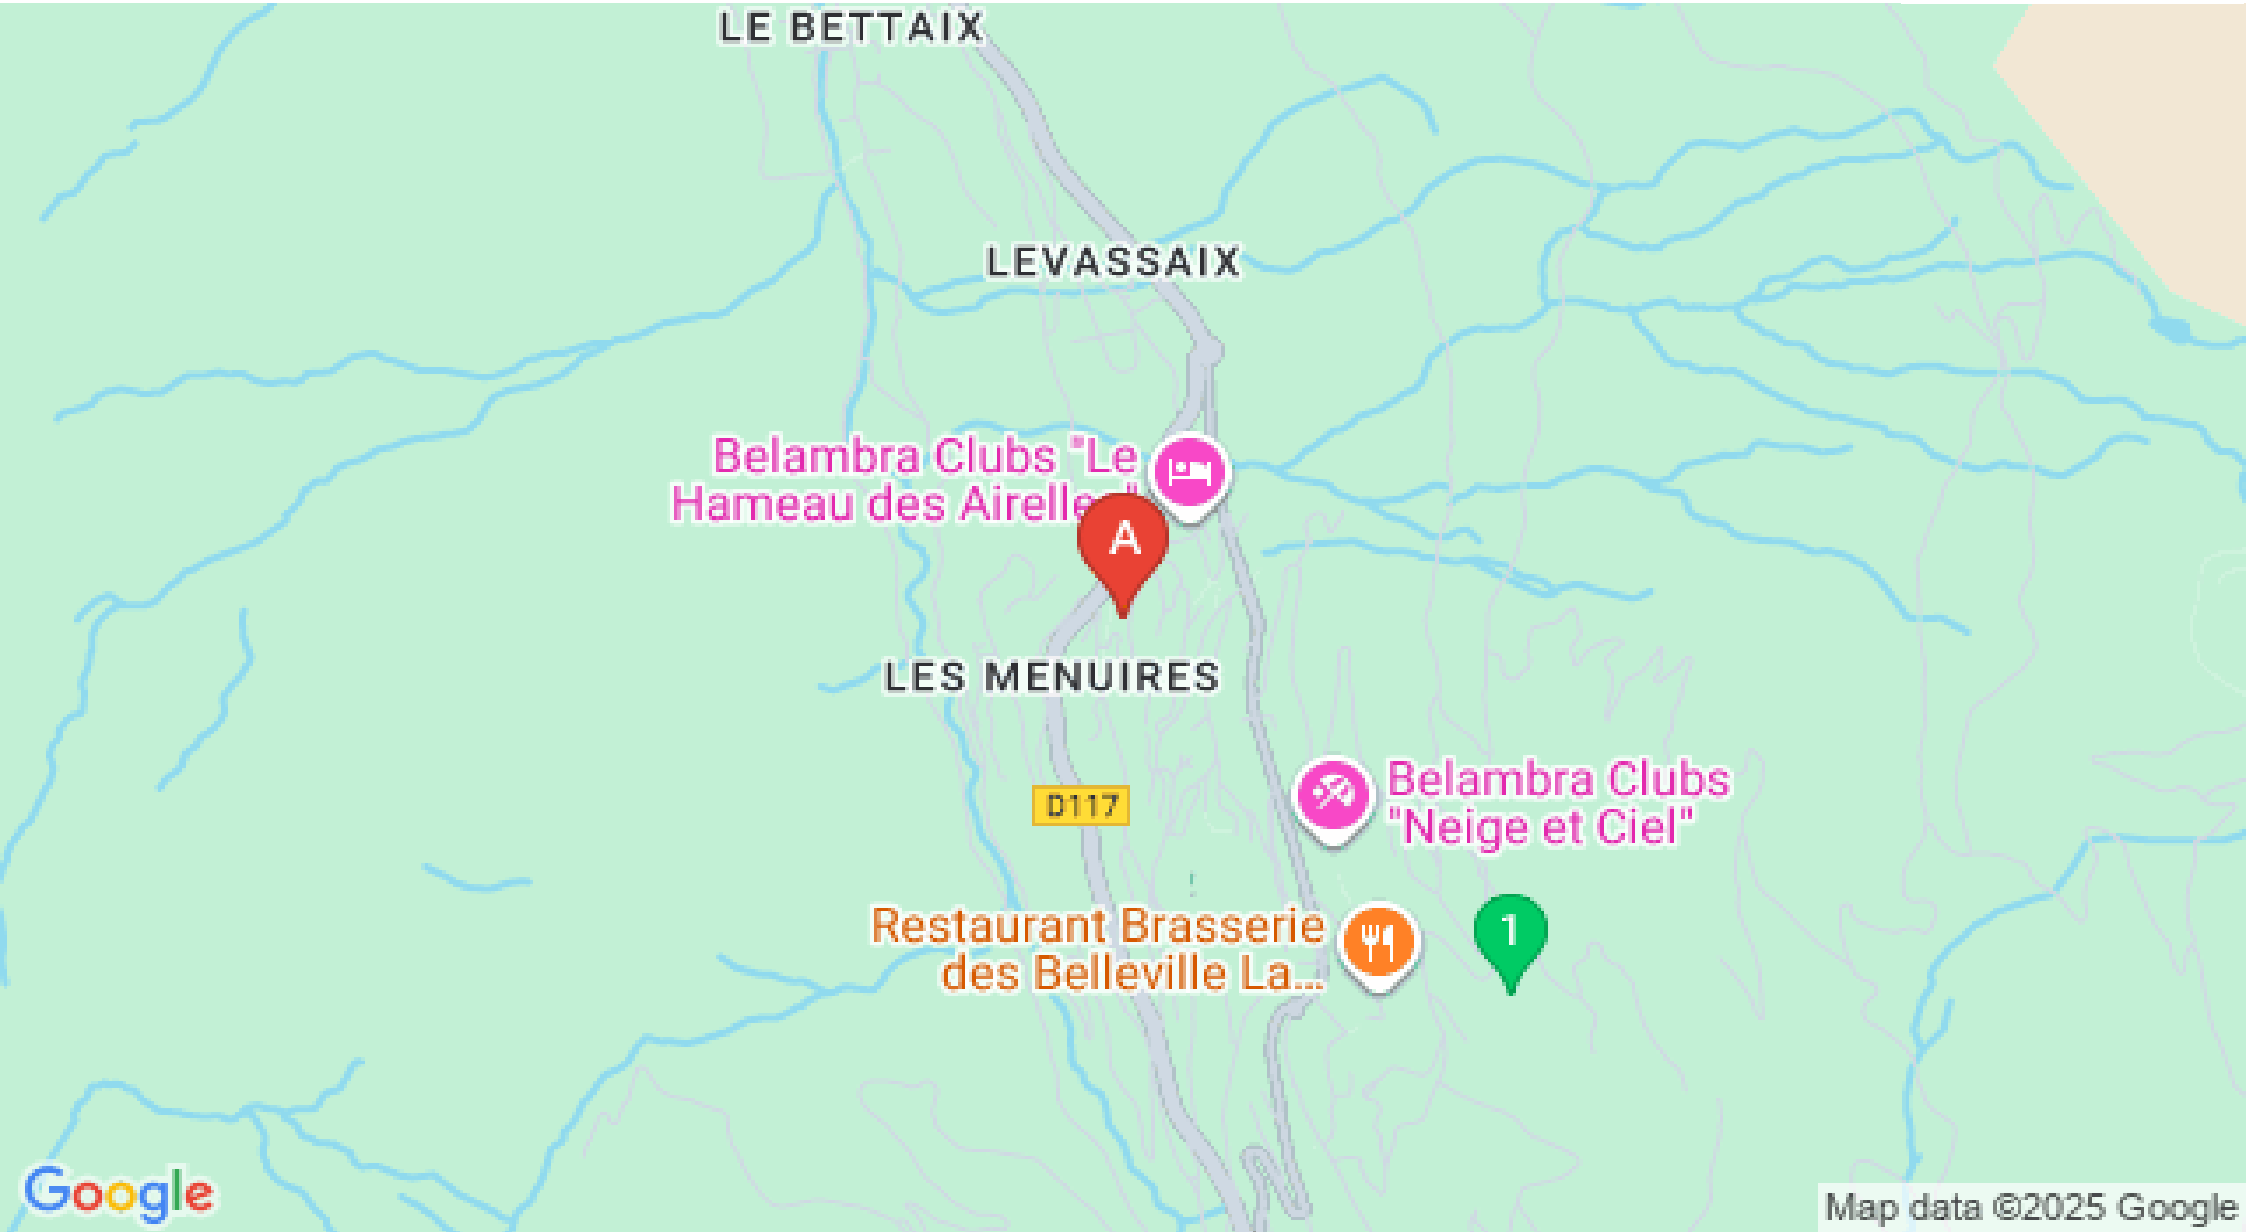 LE BETTAIX
LEVASSAIX
Belambra Clubs "Le
Hameau des Airelles"
A
LES MENUIRES
Belambra Clubs
"Neige et Ciel"
D117
1
Restaurant Brasserie
des Belleville La...
Google
Map data ©2025 Google